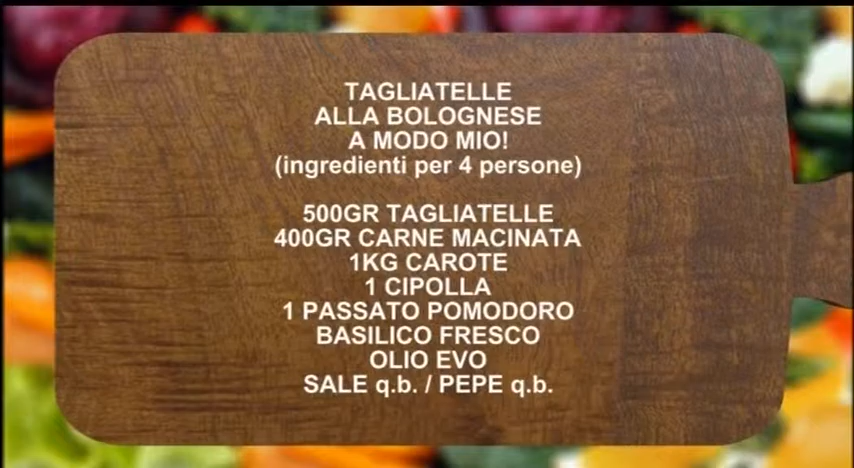 TAGLIATELLE
ALLA BOLOGNESE
A MODO MIO!
(ingredienti per 4 persone)
500GR TAGLIATELLE
400GR CARNE MACINATA
1KG CAROTE
1 CIPOLLA
1 PASSATO POMODORO
BASILICO FRESCO
OLIO EVO
SALE q.b. / PEPE q.b.